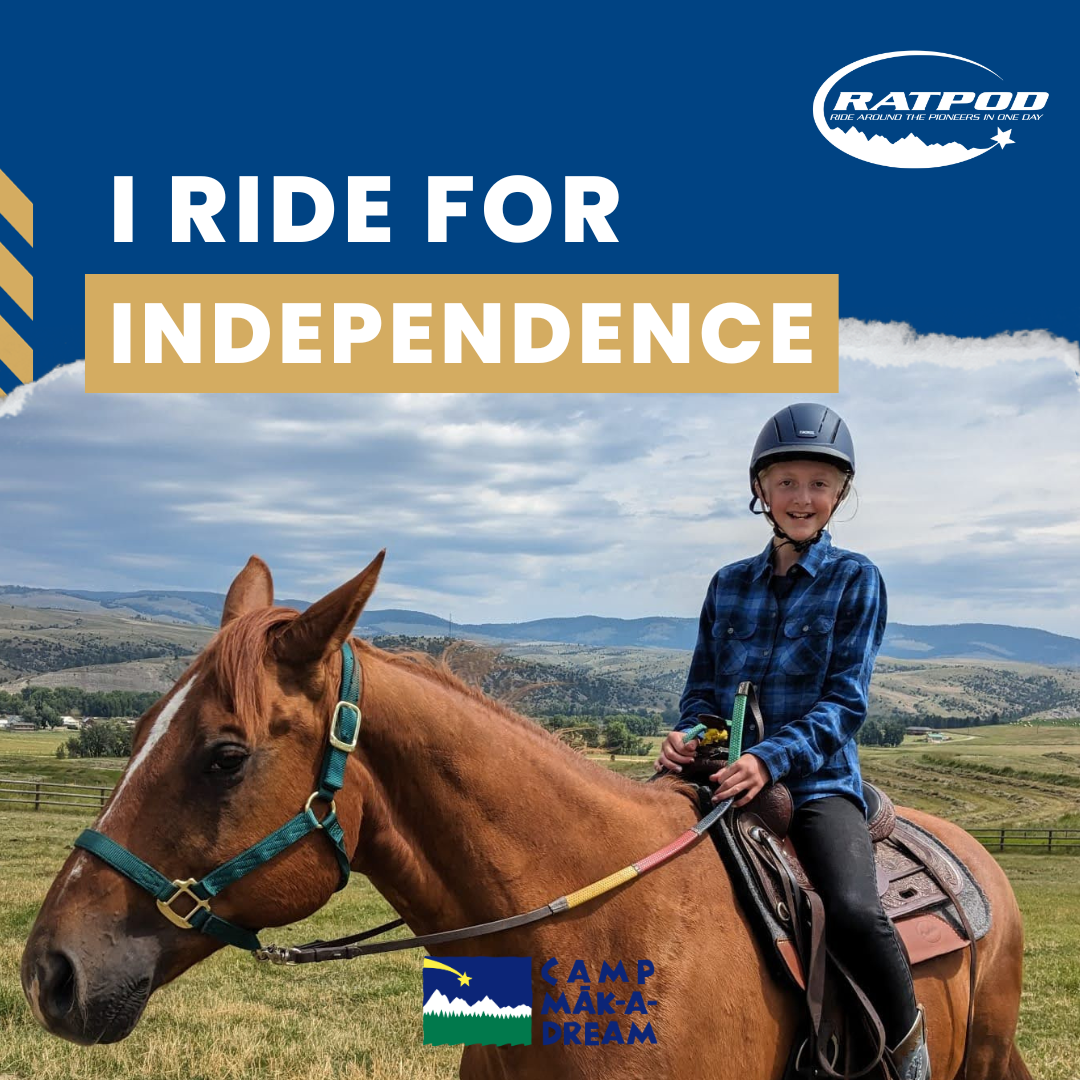 RATPOD
RIDE AROUND THE PIONEERS IN ONE DAY
I RIDE FOR
INDEPENDENCE
CAMP
MĀK-A-
DREAM